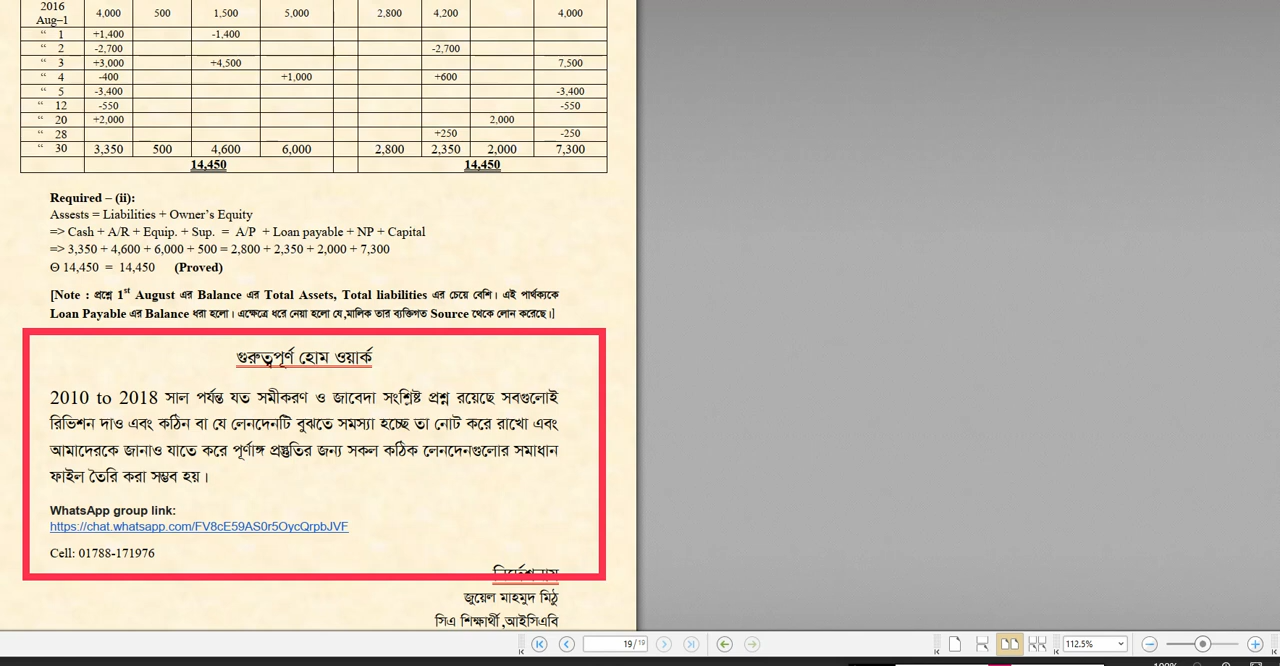 2016 Aug–1 4,000 500 1,500 5,000 2,800 4,200 4,000
“ 1 +1,400 -1,400
“ 2 -2,700 -2,700
“ 3 +3,000 +4,500 7,500
“ 4 -400 +1,000 +600
“ 5 -3,400 -3,400
“ 12 -550 -550
“ 20 +2,000 2,000
“ 28 +250 -250
“ 30 3,350 500 4,600 6,000 2,800 2,350 2,000 7,300
14,450 14,450
Required – (ii):
Assests = Liabilities + Owner’s Equity
=> Cash + A/R + Equip. + Sup. = A/P + Loan payable + NP + Capital
=> 3,350 + 4,600 + 6,000 + 500 = 2,800 + 2,350 + 2,000 + 7,300
Θ 14,450 = 14,450 (Proved)
[Note : প্রশ্নে 1st August এর Balance এর Total Assets, Total liabilities এর চেয়ে বেশি। এই পার্থক্যকে
Loan Payable এর Balance ধরা হলো। এক্ষেত্রে ধরে নেয়া হলো যে,মালিক তার ব্যক্তিগত Source থেকে লোন করেছে।]
গুরুত্বপূর্ণ হোম ওয়ার্ক
2010 to 2018 সাল পর্যন্ত যত সমীকরণ ও জাবেদা সংশ্লিষ্ট প্রশ্ন রয়েছে সবগুলোই
রিভিশন দাও এবং কঠিন বা যে লেনদেনটি বুঝতে সমস্যা হচ্ছে তা নোট করে রাখো এবং
আমাদেরকে জানাও যাতে করে পূর্ণাঙ্গ প্রস্তুতির জন্য সকল কঠিক লেনদেনগুলোর সমাধান
ফাইল তৈরি করা সম্ভব হয়।
WhatsApp group link:
https://chat.whatsapp.com/FV8cE59AS0r5OycQrpbJVF
Cell: 01788-171976
নির্দেশনায়
জুয়েল মাহমুদ মিঠু
সিএ শিক্ষার্থী,আইসিএবি
19/19 112.5%